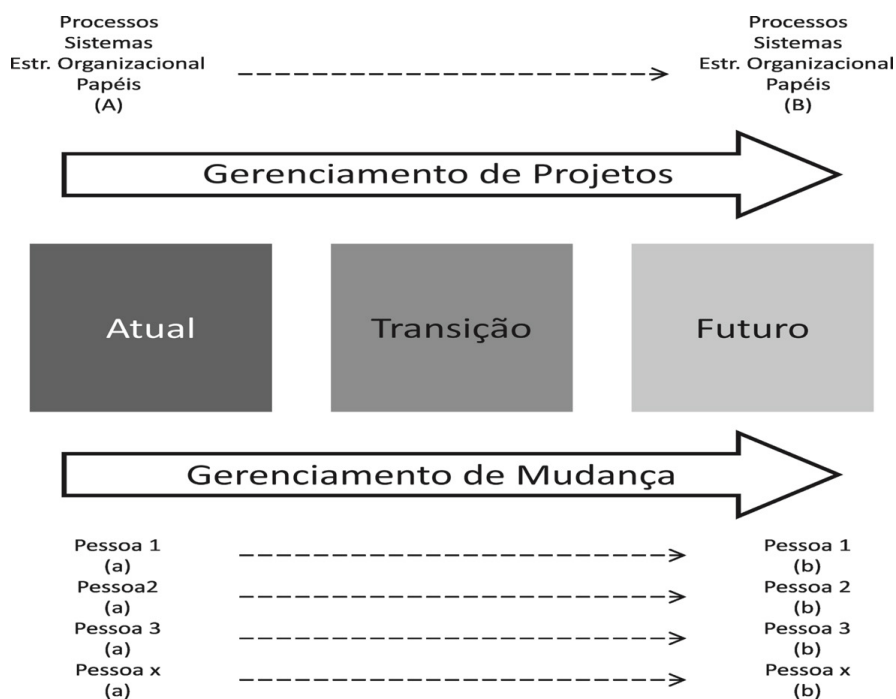 Processos
Sistemas
Estr. Organizacional
Papéis
(A)
Processos
Sistemas
Estr. Organizacional
Papéis
(B)
Gerenciamento de Projetos
Atual
Transição
Futuro
Gerenciamento de Mudança
Pessoa 1
(a)
Pessoa 1
(b)
Pessoa2
(a)
Pessoa 2
(b)
Pessoa 3
(a)
Pessoa 3
(b)
Pessoa x
(a)
Pessoa x
(b)